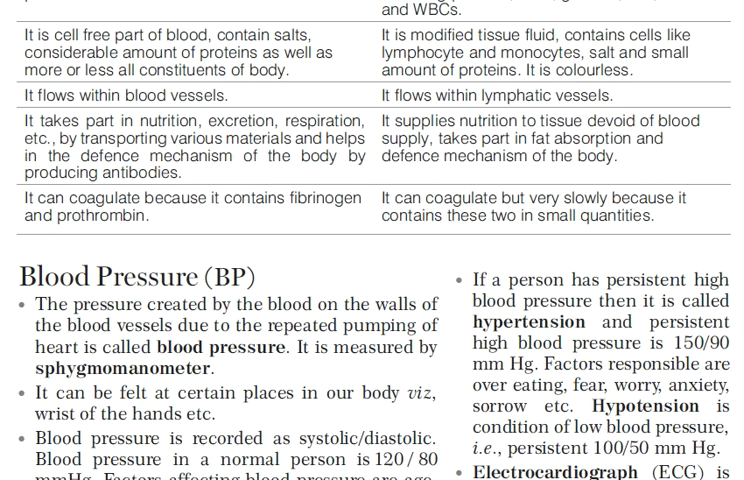 and WBCs.
It is cell free part of blood, contain salts,
considerable amount of proteins as well as
more or less all constituents of body.
It is modified tissue fluid, contains cells like
lymphocyte and monocytes, salt and small
amount of proteins. It is colourless.
It flows within blood vessels.
It flows within lymphatic vessels.
It takes part in nutrition, excretion, respiration,
etc., by transporting various materials and helps
in the defence mechanism of the body by
producing antibodies.
It supplies nutrition to tissue devoid of blood
supply, takes part in fat absorption and
defence mechanism of the body.
It can coagulate because it contains fibrinogen
and prothrombin.
It can coagulate but very slowly because it
contains these two in small quantities.
Blood Pressure (BP)
• The pressure created by the blood on the walls of
the blood vessels due to the repeated pumping of
heart is called blood pressure. It is measured by
sphygmomanometer.
• It can be felt at certain places in our body viz,
wrist of the hands etc.
• Blood pressure is recorded as systolic/diastolic.
Blood pressure in a normal person is 120 / 80
mmHg. Factors affecting blood pressure are age,
• If a person has persistent high
blood pressure then it is called
hypertension and persistent
high blood pressure is 150/90
mm Hg. Factors responsible are
over eating, fear, worry, anxiety,
sorrow etc. Hypotension is
condition of low blood pressure,
i.e., persistent 100/50 mm Hg.
• Electrocardiograph (ECG) is